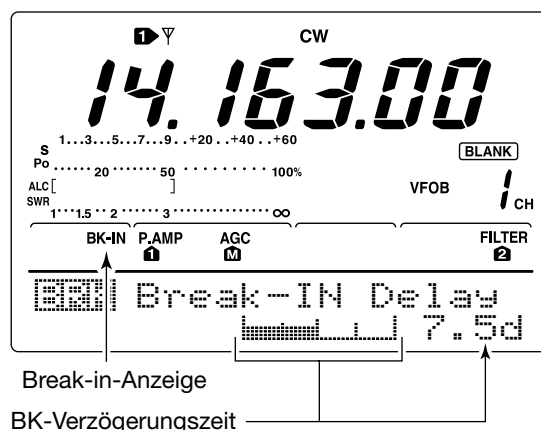 1 CW
14.163.00
1...3...5...7...9..+20..+40...+60
S
BLANK
Po ......20.........50...........100%
ALC [ ]
VFOB 1 CH
SWR
1....1.5..2.......3..............∞
BK-IN P.AMP AGC FILTER
1 M 2
BRK Break-IN Delay
7.5d
Break-in-Anzeige
BK-Verzögerungszeit